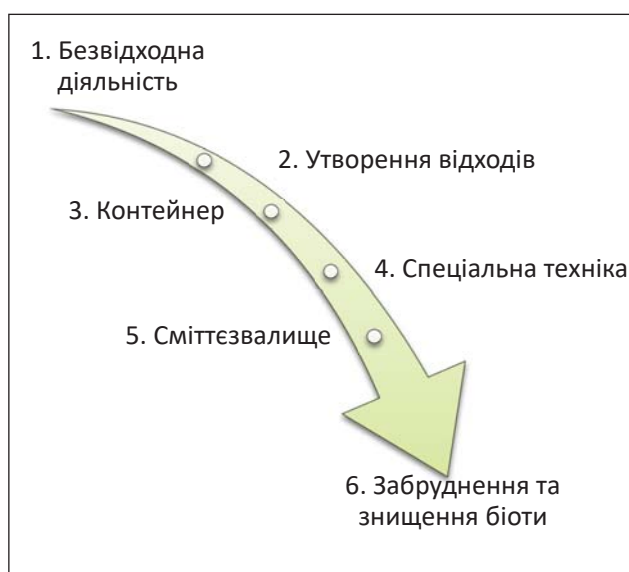 1. Безвідходна
діяльність
2. Утворення відходів
3. Контейнер
4. Спеціальна техніка
5. Сміттєзвалище
6. Забруднення та
знищення біоти